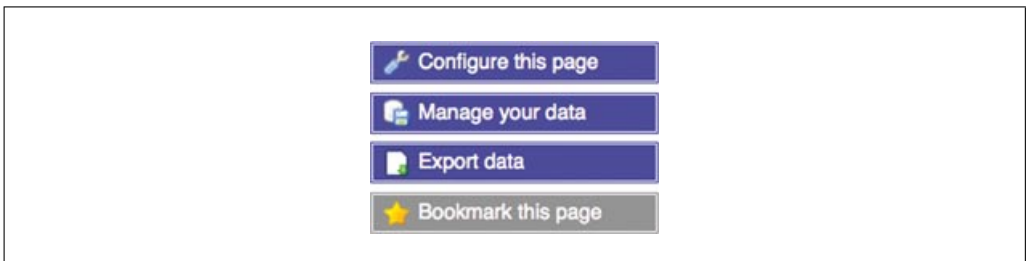 Configure this page
Manage your data
Export data
Bookmark this page